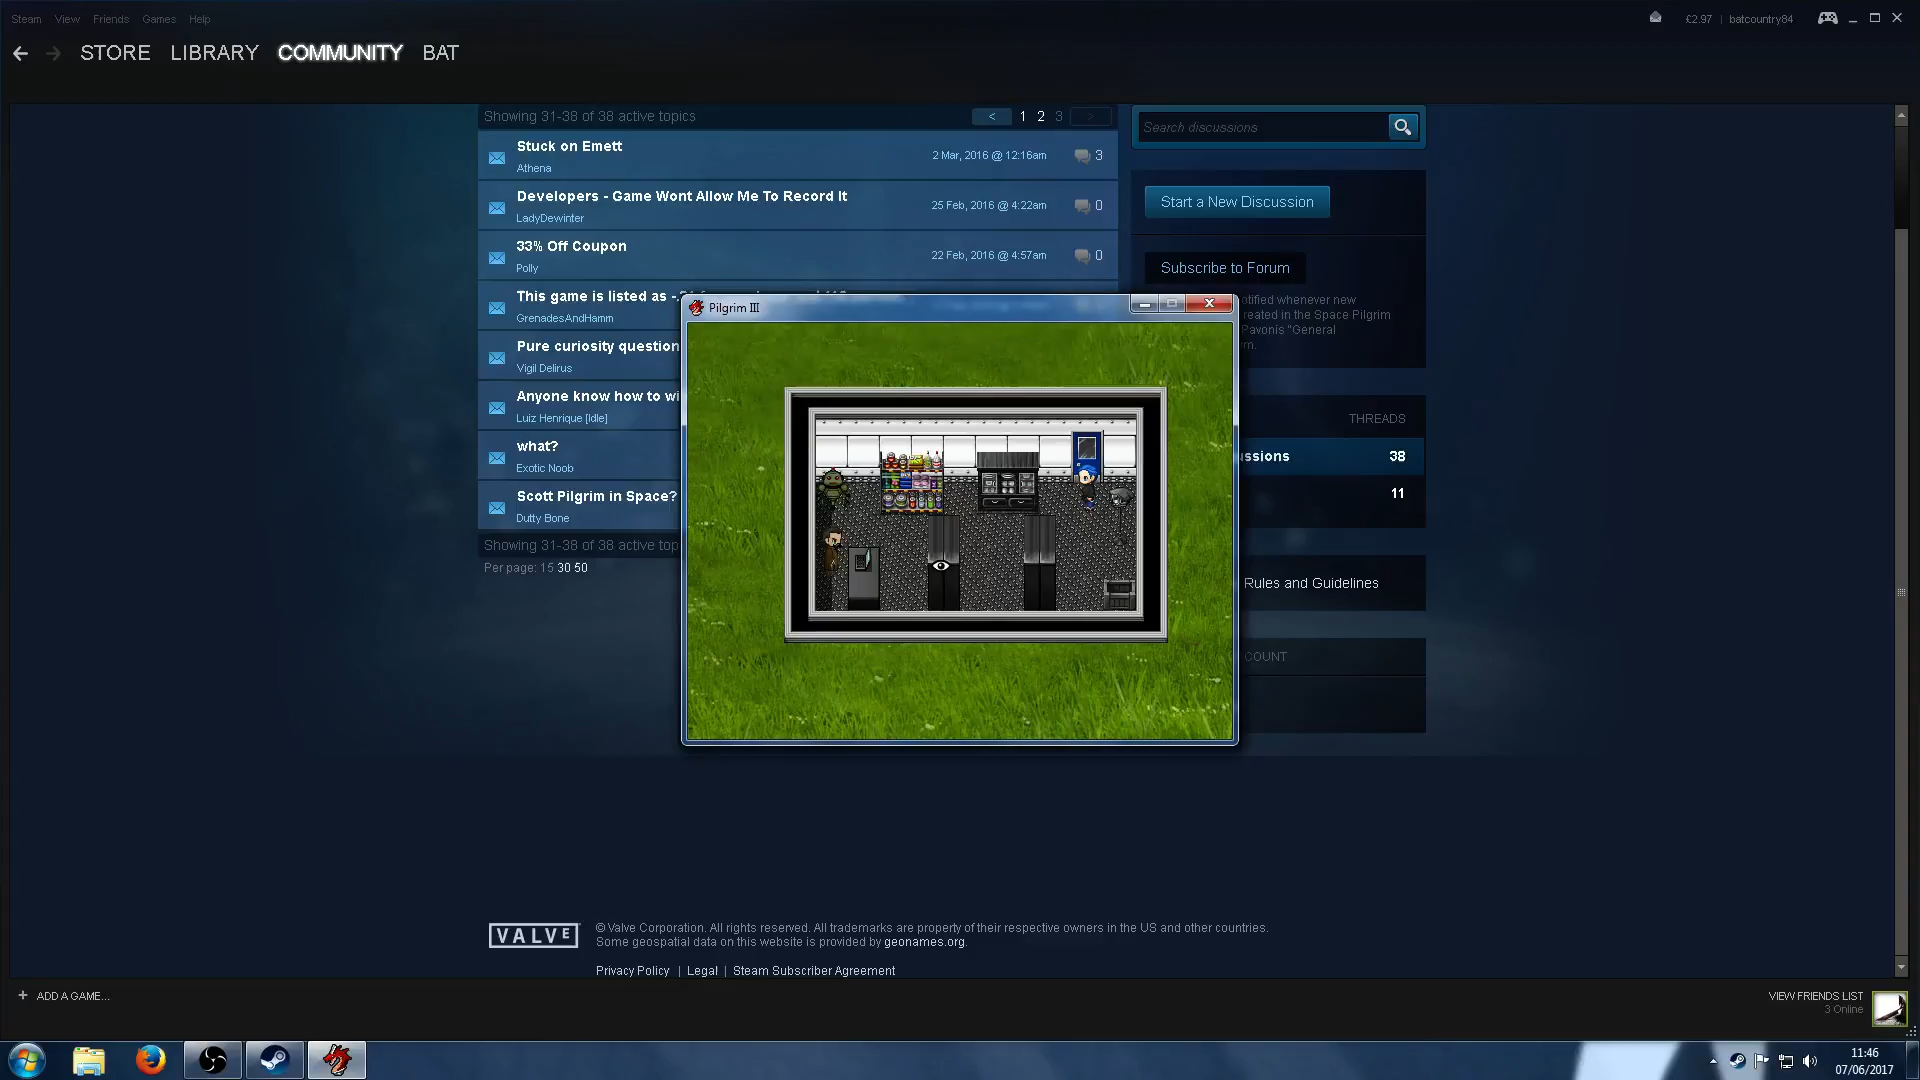 Steam View Friends Games Help
£2.97 | batcountry84
STORE LIBRARY COMMUNITY BAT
Showing 31-38 of 38 active topics
< 1 2 3 >
Search discussions
Stuck on Emett
Athena
2 Mar, 2016 @ 12:16am
3
Developers - Game Wont Allow Me To Record It
LadyDewinter
25 Feb, 2016 @ 4:22am
0
33% Off Coupon
Polly
22 Feb, 2016 @ 4:57am
0
This game is listed as
GrenadesAndHamm
Pure curiosity question
Vigil Delirus
Anyone know how to wi
Luiz Henrique [Idle]
what?
Exotic Noob
Scott Pilgrim in Space?
Dutty Bone
Showing 31-38 of 38 active top
Per page: 15 30 50
Start a New Discussion
Subscribe to Forum
otified whenever new
reated in the Space Pilgrim
Pavonis "General
m.
THREADS
ussions 38
11
Rules and Guidelines
COUNT
Pilgrim III
VALVE
© Valve Corporation. All rights reserved. All trademarks are property of their respective owners in the US and other countries.
Some geospatial data on this website is provided by geonames.org.
Privacy Policy | Legal | Steam Subscriber Agreement
+ ADD A GAME...
VIEW FRIENDS LIST
3 Online
11:46
07/06/2017